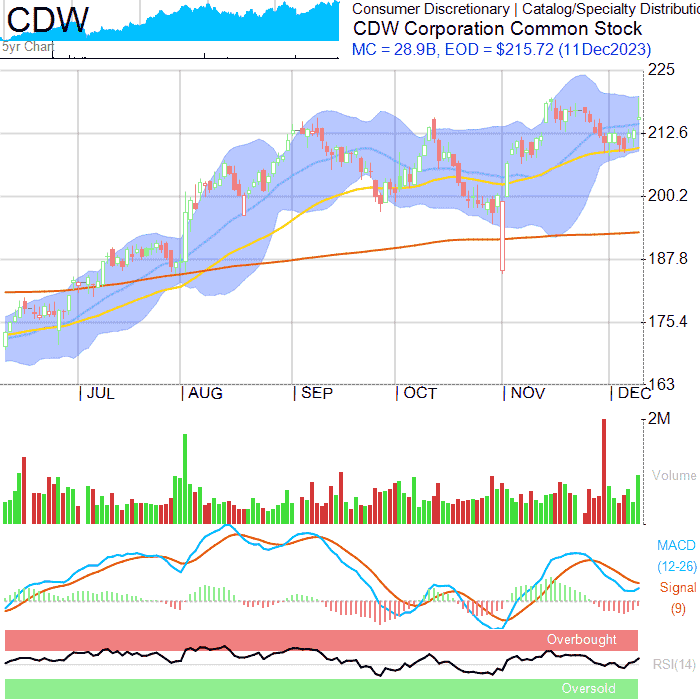 CDW
5yr Chart
Consumer Discretionary | Catalog/Specialty Distributio
CDW Corporation Common Stock
MC = 28.9B, EOD = $215.72 (11Dec2023)
225
212.6
200.2
187.8
175.4
163
JUL AUG SEP OCT NOV DEC
2M
Volume
MACD
(12-26)
Signal
(9)
Overbought
RSI(14)
Oversold